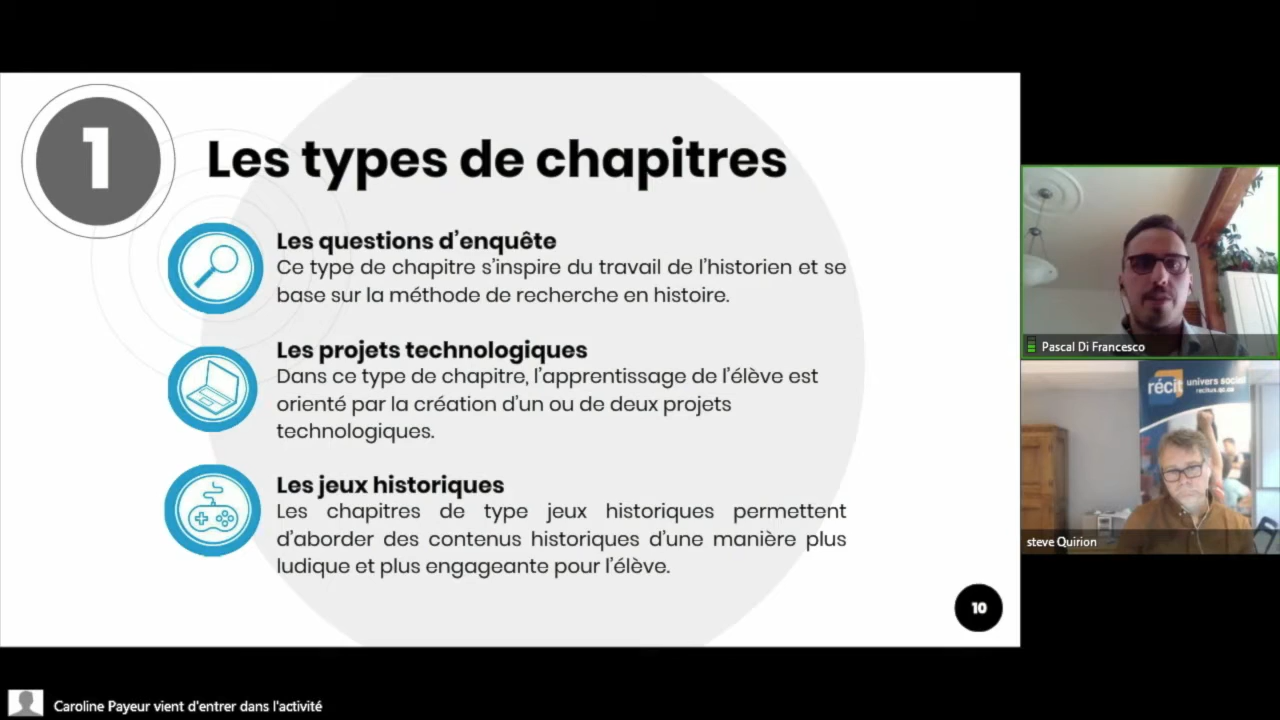 1
Les types de chapitres
Les questions d'enquête
Ce type de chapitre s'inspire du travail de l'historien et se
base sur la méthode de recherche en histoire.
Les projets technologiques
Dans ce type de chapitre, l'apprentissage de l'élève est
orienté par la création d'un ou de deux projets
technologiques.
Les jeux historiques
Les chapitres de type jeux historiques permettent
d'aborder des contenus historiques d'une manière plus
ludique et plus engageante pour l'élève.
10
Pascal Di Francesco
récit univers social
recitus.qc.ca
steve Quirion
Caroline Payeur vient d'entrer dans l'activité